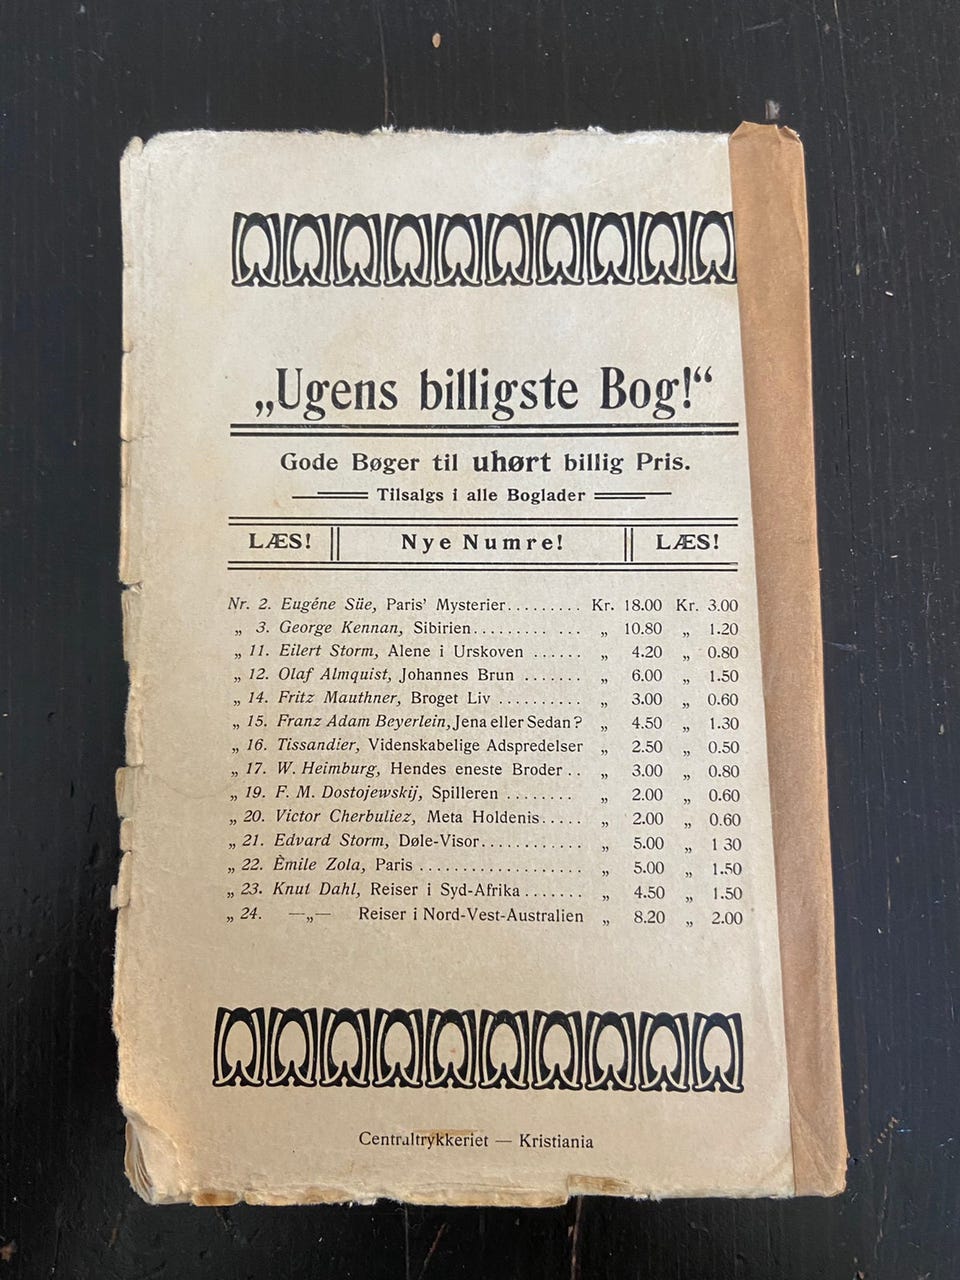 „Ugens billigste Bog!“
Gode Bøger til uhørt billig Pris.
Tilsalgs i alle Boglader
LÆS! Nye Numre! LÆS!
Nr. 2. Eugéne Süe, Paris' Mysterier......... Kr. 18.00 Kr. 3.00
„ 3. George Kennan, Sibirien.......... ... „ 10.80 „ 1.20
„ 11. Eilert Storm, Alene i Urskoven ...... „ 4.20 „ 0.80
„ 12. Olaf Almquist, Johannes Brun ....... „ 6.00 „ 1.50
„ 14. Fritz Mauthner, Broget Liv .......... „ 3.00 „ 0.60
„ 15. Franz Adam Beyerlein, Jena eller Sedan? „ 4.50 „ 1.30
„ 16. Tissandier, Videnskabelige Adspredelser „ 2.50 „ 0.50
„ 17. W. Heimburg, Hendes eneste Broder .. „ 3.00 „ 0.80
„ 19. F. M. Dostojewskij, Spilleren ........ „ 2.00 „ 0.60
„ 20. Victor Cherbuliez, Meta Holdenis..... „ 2.00 „ 0.60
„ 21. Edvard Storm, Døle-Visor............ „ 5.00 „ 1 30
„ 22. Èmile Zola, Paris ................... „ 5.00 „ 1.50
„ 23. Knut Dahl, Reiser i Syd-Afrika ....... „ 4.50 „ 1.50
„ 24. —„— Reiser i Nord-Vest-Australien „ 8.20 „ 2.00
Centraltrykkeriet — Kristiania